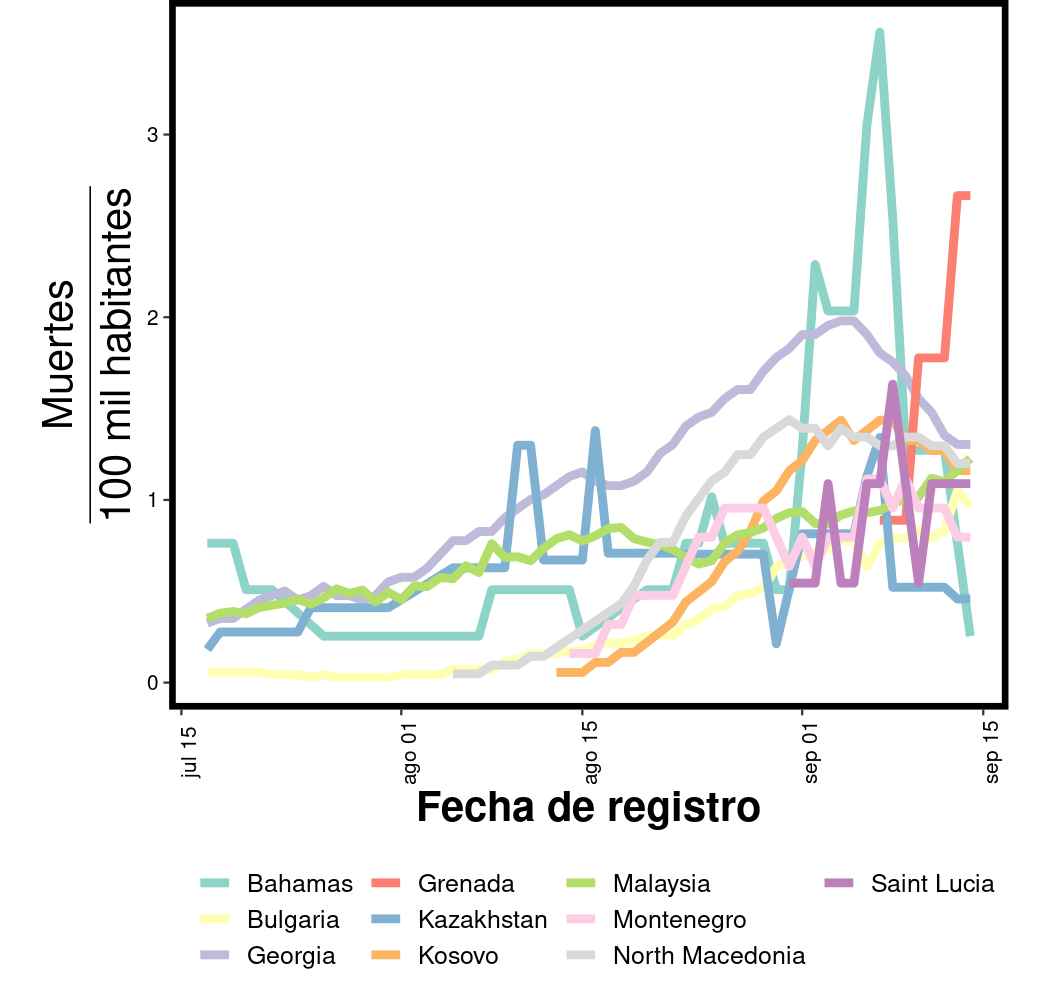 Muertes
100 mil habitantes
3
2
1
0
jul 15
ago 01
ago 15
sep 01
sep 15
Fecha de registro
Bahamas
Grenada
Malaysia
Saint Lucia
Bulgaria
Kazakhstan
Montenegro
Georgia
Kosovo
North Macedonia